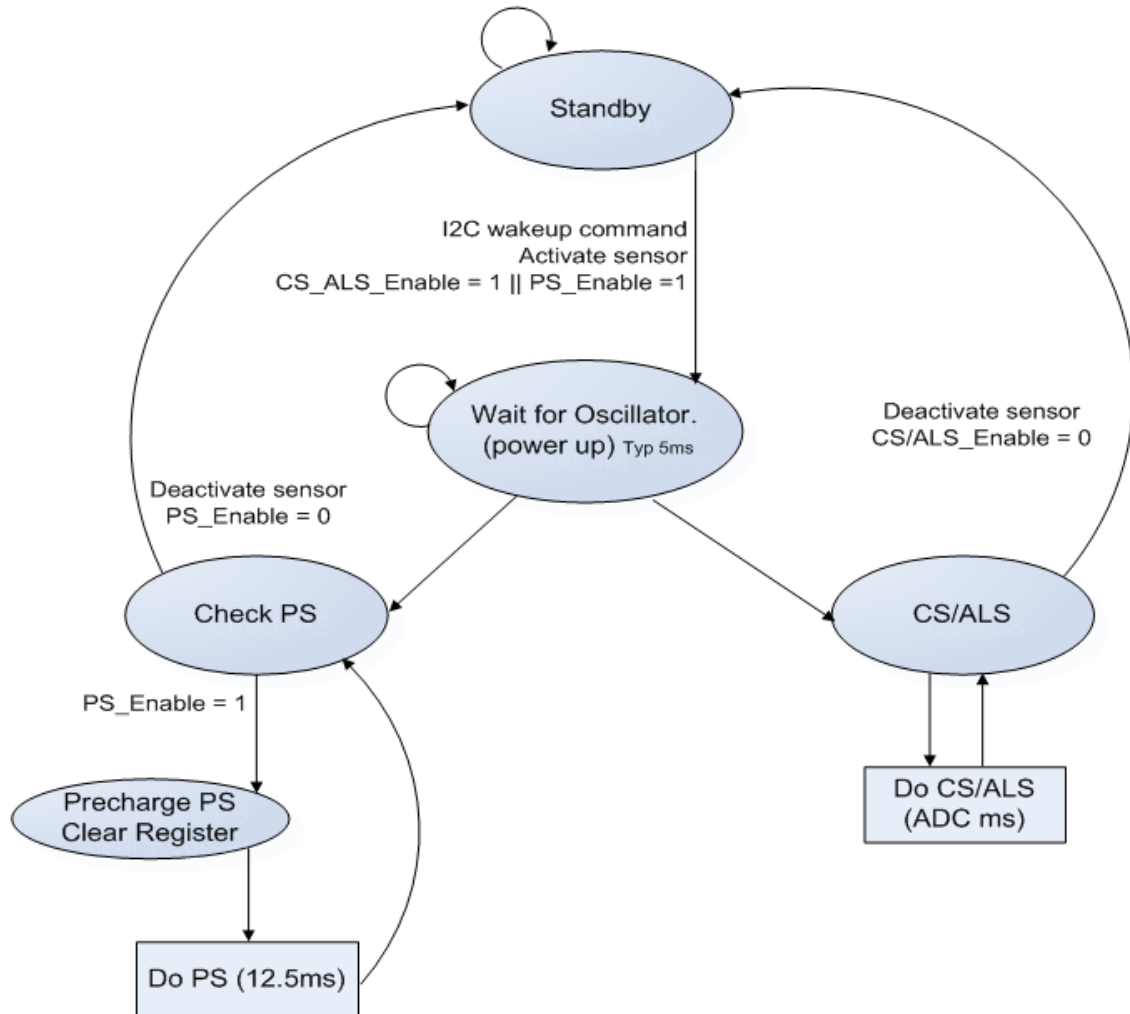 Standby
I2C wakeup command
Activate sensor
CS_ALS_Enable = 1 || PS_Enable =1
Wait for Oscillator.
(power up) Typ 5ms
Deactivate sensor
CS/ALS_Enable = 0
Deactivate sensor
PS_Enable = 0
Check PS
CS/ALS
PS_Enable = 1
Precharge PS
Clear Register
Do CS/ALS
(ADC ms)
Do PS (12.5ms)